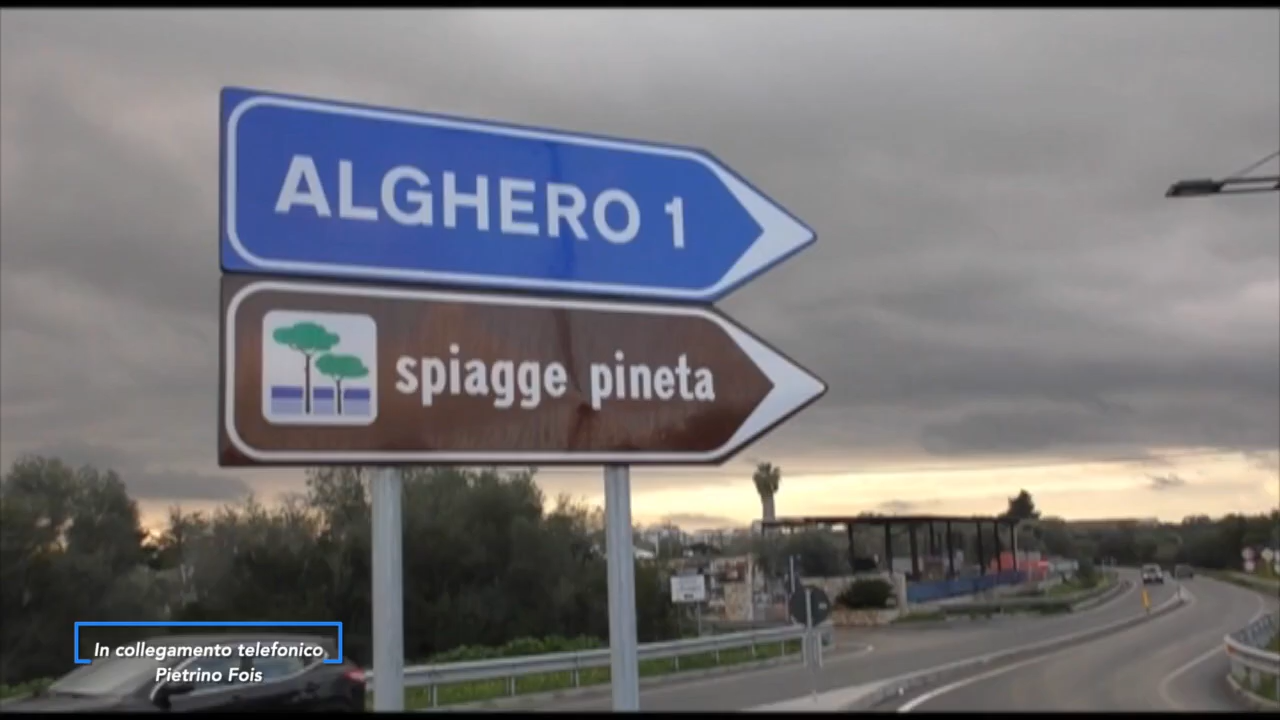 ALGHERO 1
spiagge pineta
In collegamento telefonico
Pietrino Fois